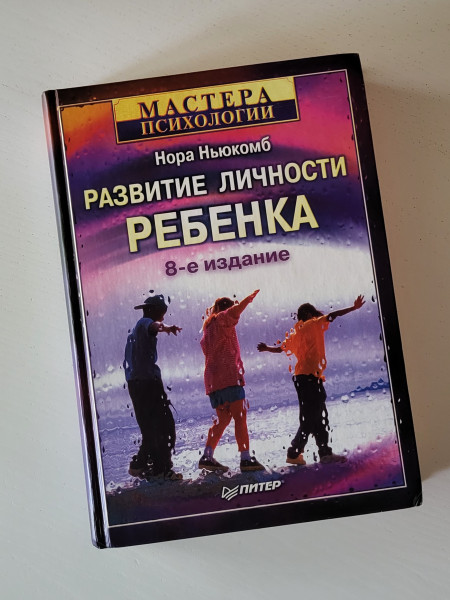 МАСТЕРА
ПСИХОЛОГИИ
Нора Ньюкомб
РАЗВИТИЕ ЛИЧНОСТИ
РЕБЕНКА
8-е издание
ПИТЕР